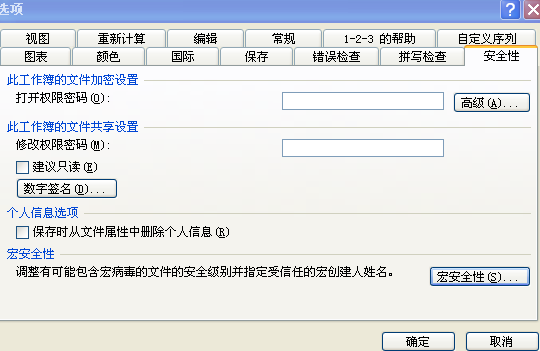 选项
视图 重新计算 编辑 常规 1-2-3 的帮助 自定义序列
图表 颜色 国际 保存 错误检查 拼写检查 安全性
此工作簿的文件加密设置
打开权限密码(O):
高级(A)...
此工作簿的文件共享设置
修改权限密码(M):
建议只读(E)
数字签名(D)...
个人信息选项
保存时从文件属性中删除个人信息(R)
宏安全性
调整有可能包含宏病毒的文件的安全级别并指定受信任的宏创建人姓名。
宏安全性(S)...
确定 取消